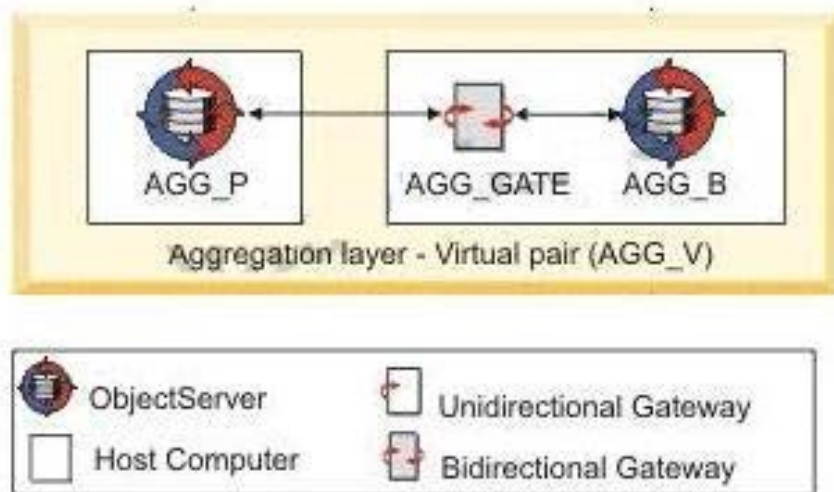 AGG_P
AGG_GATE
AGG_B
Aggregation layer - Virtual pair (AGG_V)
ObjectServer
Unidirectional Gateway
Host Computer
Bidirectional Gateway